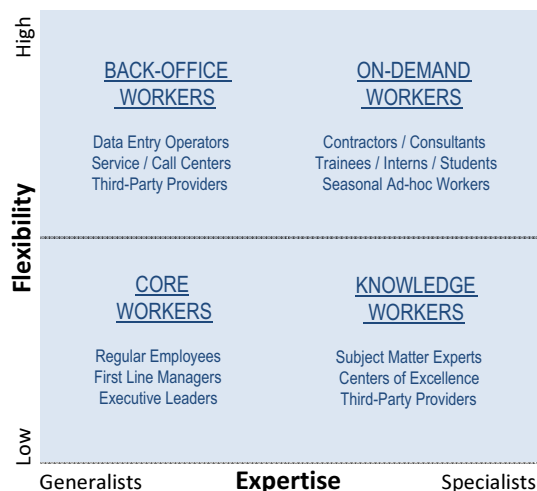 High
BACK-OFFICE
WORKERS
Data Entry Operators
Service / Call Centers
Third-Party Providers
ON-DEMAND
WORKERS
Contractors / Consultants
Trainees / Interns / Students
Seasonal Ad-hoc Workers
Flexibility
CORE
WORKERS
Regular Employees
First Line Managers
Executive Leaders
KNOWLEDGE
WORKERS
Subject Matter Experts
Centers of Excellence
Third-Party Providers
Low
Generalists
Expertise
Specialists